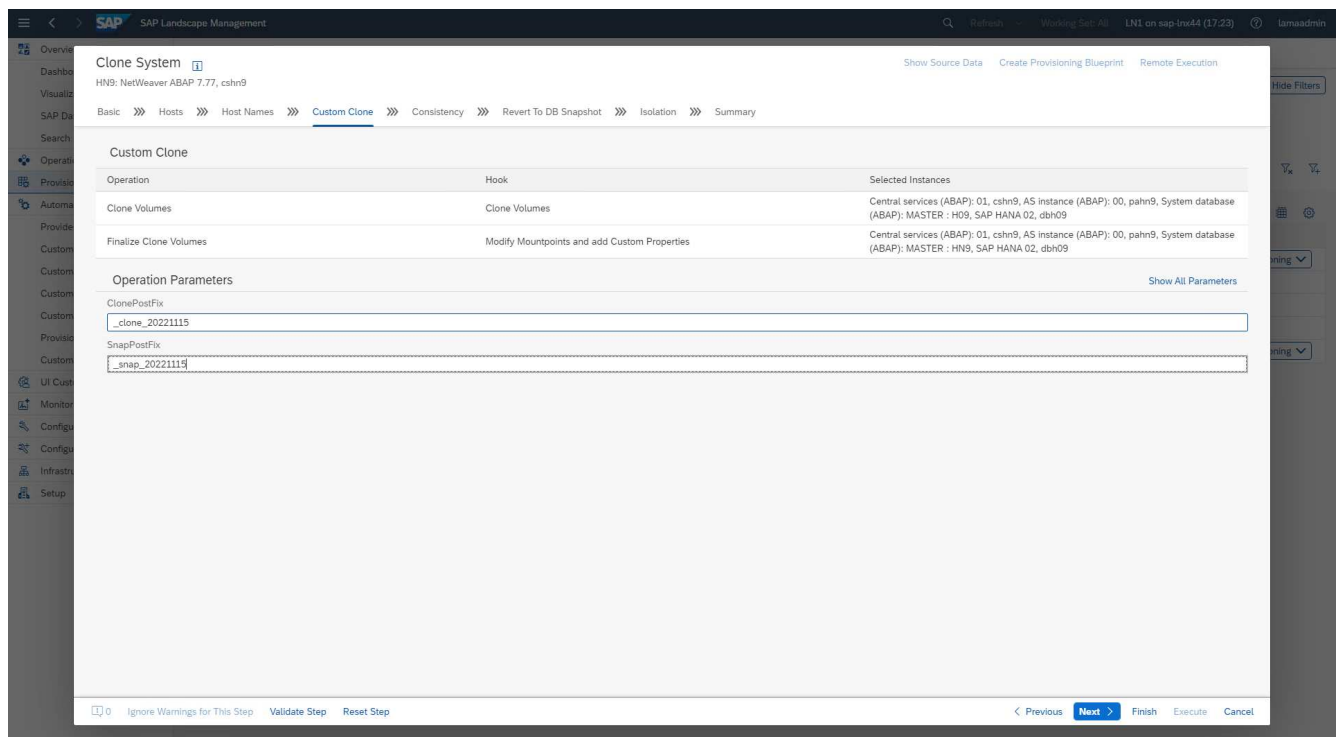 SAP SAP Landscape Management Refresh Working Set: All LN1 on sap-lnx44 (17:23) lamaadmin
Overvie
Clone System
Show Source Data Create Provisioning Blueprint Remote Execution
Dashbo
HN9: NetWeaver ABAP 7.77, cshn9
Hide Filters
Visualiz
SAP Da
Basic Hosts Host Names Custom Clone Consistency Revert To DB Snapshot Isolation Summary
Search
Custom Clone
Operati
Provisio
Operation Hook Selected Instances
Automa
Clone Volumes Clone Volumes Central services (ABAP): 01, cshn9, AS instance (ABAP): 00, pahn9, System database
(ABAP): MASTER : H09, SAP HANA 02, dbh09
Provide
Custom
Finalize Clone Volumes Modify Mountpoints and add Custom Properties Central services (ABAP): 01, cshn9, AS instance (ABAP): 00, pahn9, System database
(ABAP): MASTER : HN9, SAP HANA 02, dbh09
Custom
oning
Operation Parameters Show All Parameters
Custom
ClonePostFix
Custom
_clone_20221115
Provisio
SnapPostFix
Custom
_snap_20221115
oning
UI Cust
Monitor
Configu
Configu
Infrastru
Setup
0 Ignore Warnings for This Step Validate Step Reset Step < Previous Next > Finish Execute Cancel